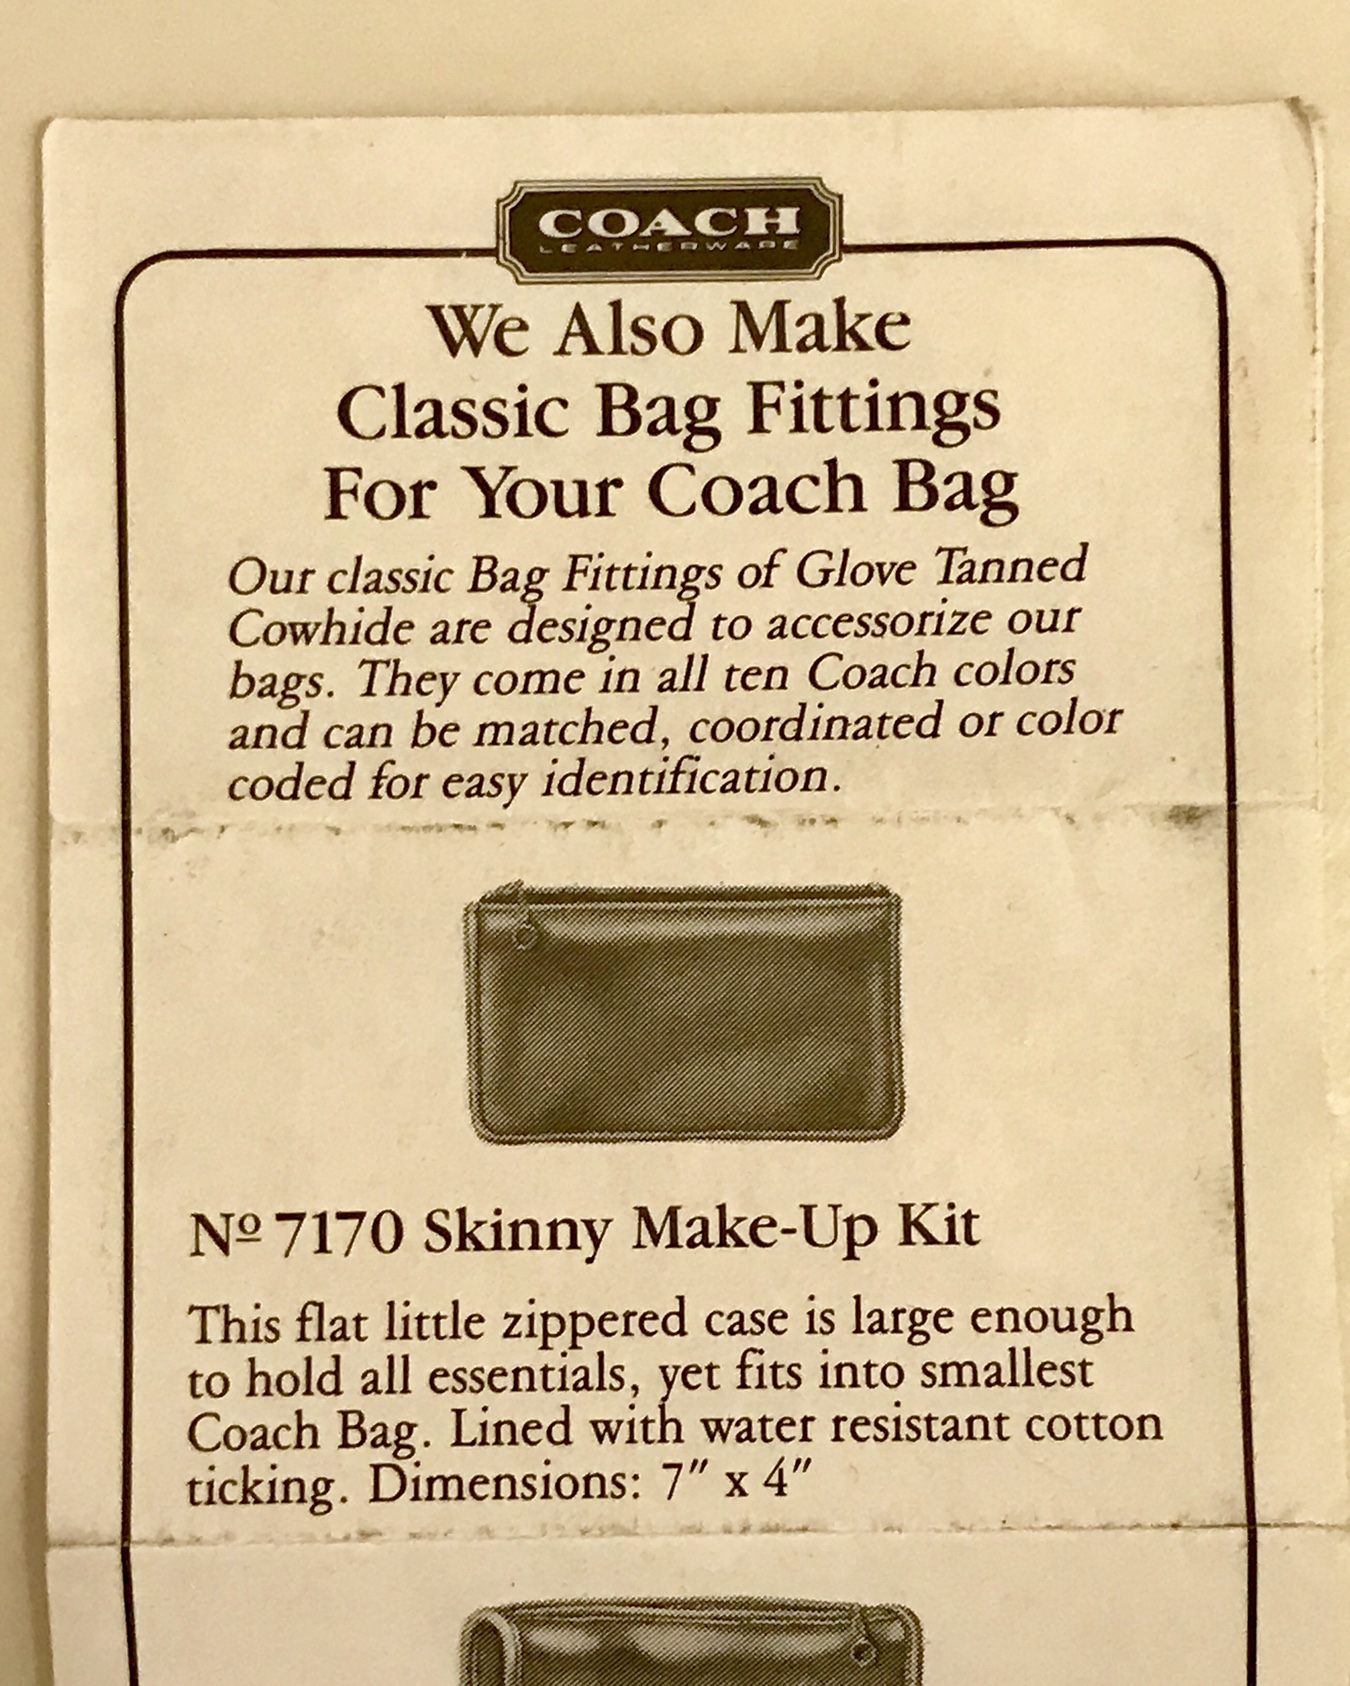 COACH
LEATHERWARE
We Also Make
Classic Bag Fittings
For Your Coach Bag
Our classic Bag Fittings of Glove Tanned
Cowhide are designed to accessorize our
bags. They come in all ten Coach colors
and can be matched, coordinated or color
coded for easy identification.
Nº 7170 Skinny Make-Up Kit
This flat little zippered case is large enough
to hold all essentials, yet fits into smallest
Coach Bag. Lined with water resistant cotton
ticking. Dimensions: 7" x 4"